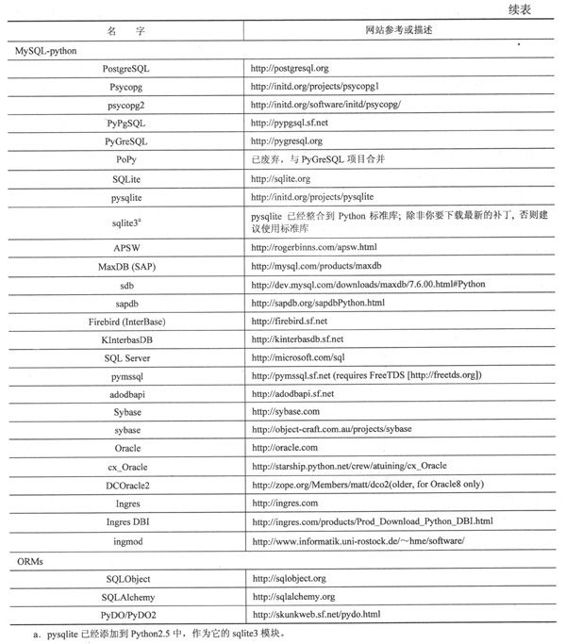 续表
名 字 网站参考或描述
MySQL-python
PostgreSQL http://postgresql.org
Psycopg http://initd.org/projects/psycopg1
psycopg2 http://initd.org/software/initd/psycopg/
PyPgSQL http://pypgsql.sf.net
PyGreSQL http://pygresql.org
PoPy 已废弃，与 PyGreSQL 项目合并
SQLite http://sqlite.org
pysqlite http://initd.org/projects/pysqlite
sqlite3a pysqlite 已经整合到 Python 标准库; 除非你要下载最新的补丁, 否则建
议使用标准库
APSW http://rogerbinns.com/apsw.html
MaxDB (SAP) http://mysql.com/products/maxdb
sdb http://dev.mysql.com/downloads/maxdb/7.6.00.html#Python
sapdb http://sapdb.org/sapdbPython.html
Firebird (InterBase) http://firebird.sf.net
KInterbasDB http://kinterbasdb.sf.net
SQL Server http://microsoft.com/sql
pymssql http://pymssql.sf.net (requires FreeTDS [http://freetds.org])
adodbapi http://adodbapi.sf.net
Sybase http://sybase.com
sybase http://object-craft.com.au/projects/sybase
Oracle http://oracle.com
cx_Oracle http://starship.python.net/crew/atuining/cx_Oracle
DCOracle2 http://zope.org/Members/matt/dco2(older, for Oracle8 only)
Ingres http://ingres.com
Ingres DBI http://ingres.com/products/Prod_Download_Python_DBI.html
ingmod http://www.informatik.uni-rostock.de/～hme/software/
ORMs
SQLObject http://sqlobject.org
SQLAlchemy http://sqlalchemy.org
PyDO/PyDO2 http://skunkweb.sf.net/pydo.html
a. pysqlite 已经添加到 Python2.5 中，作为它的 sqlite3 模块。